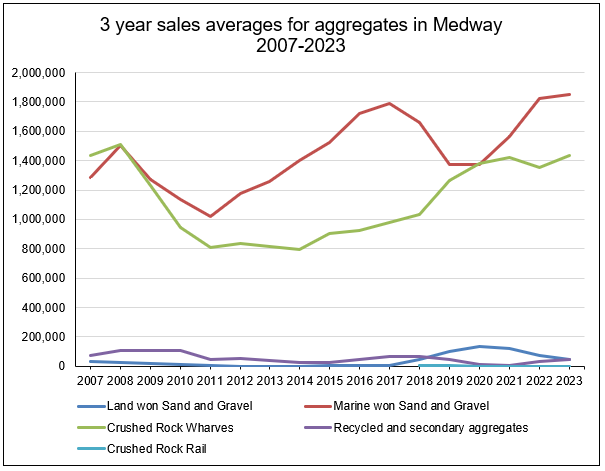 3 year sales averages for aggregates in Medway
2007-2023
2,000,000
1,800,000
1,600,000
1,400,000
1,200,000
1,000,000
800,000
600,000
400,000
200,000
0
2007 2008 2009 2010 2011 2012 2013 2014 2015 2016 2017 2018 2019 2020 2021 2022 2023
Land won Sand and Gravel Marine won Sand and Gravel
Crushed Rock Wharves Recycled and secondary aggregates
Crushed Rock Rail